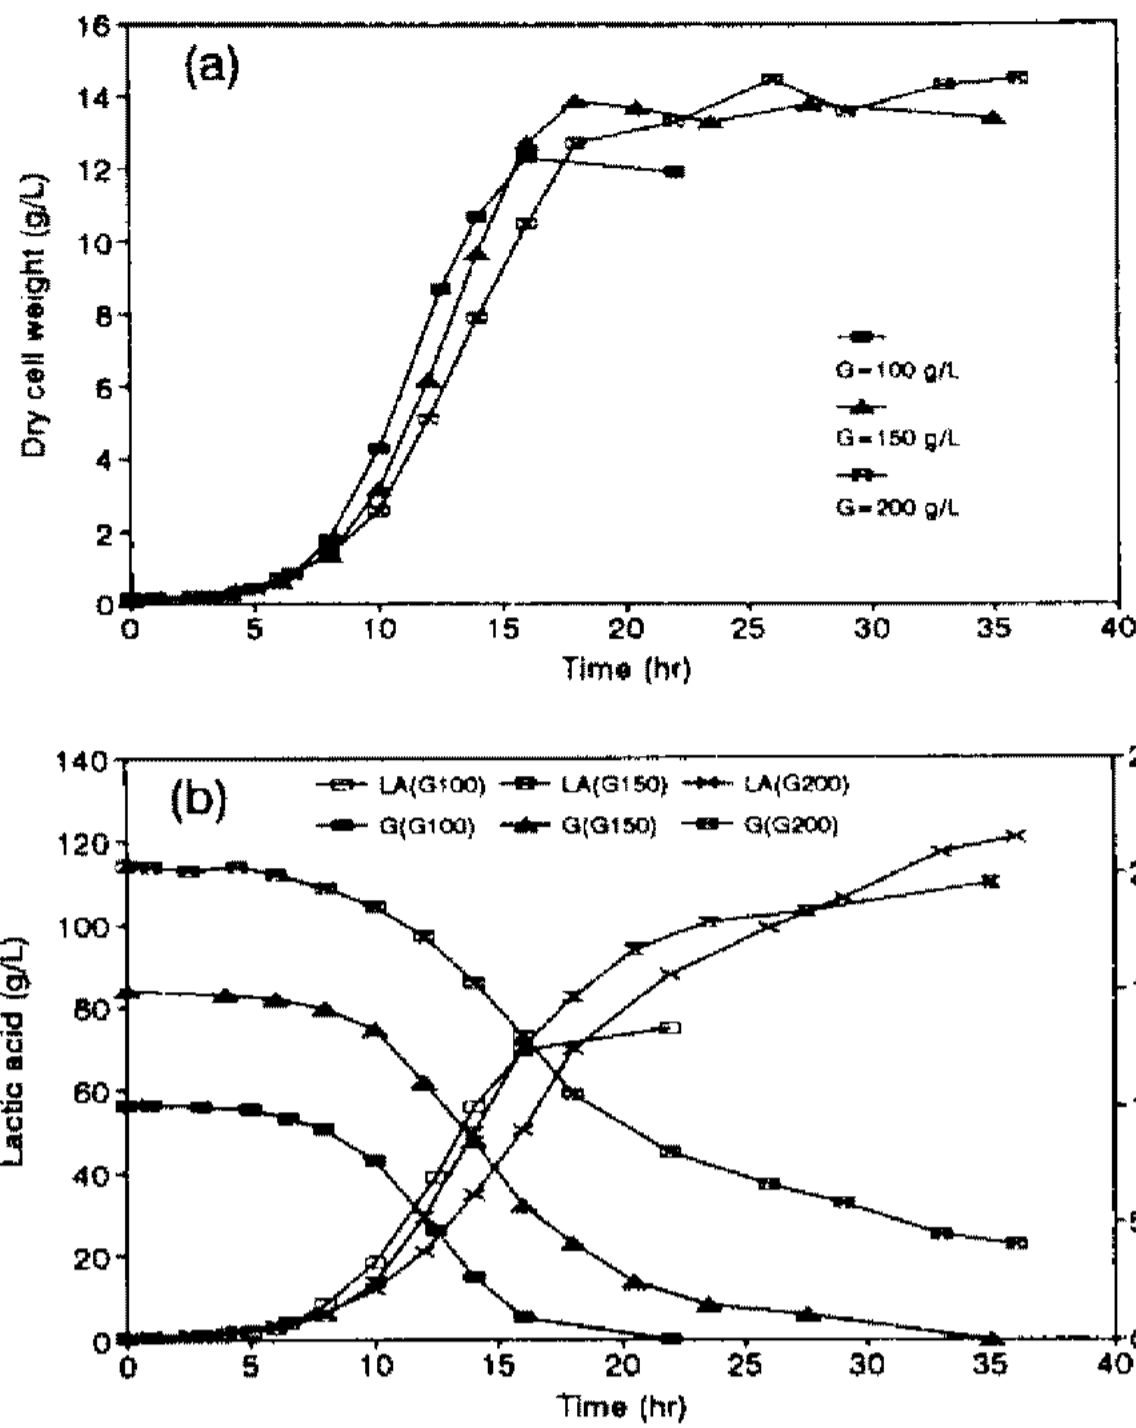 (a)
Dry cell weight (g/L)
16
14
12
10
8
6
4
2
0
0 5 10 15 20 25 30 35 40
Time (hr)
G=100 g/L
G=150 g/L
G=200 g/L
(b)
LA(G100) LA(G150) LA(G200)
G(G100) G(G150) G(G200)
Lactic acid (g/L)
140
120
100
80
60
40
20
0
0 5 10 15 20 25 30 35 40
Time (hr)